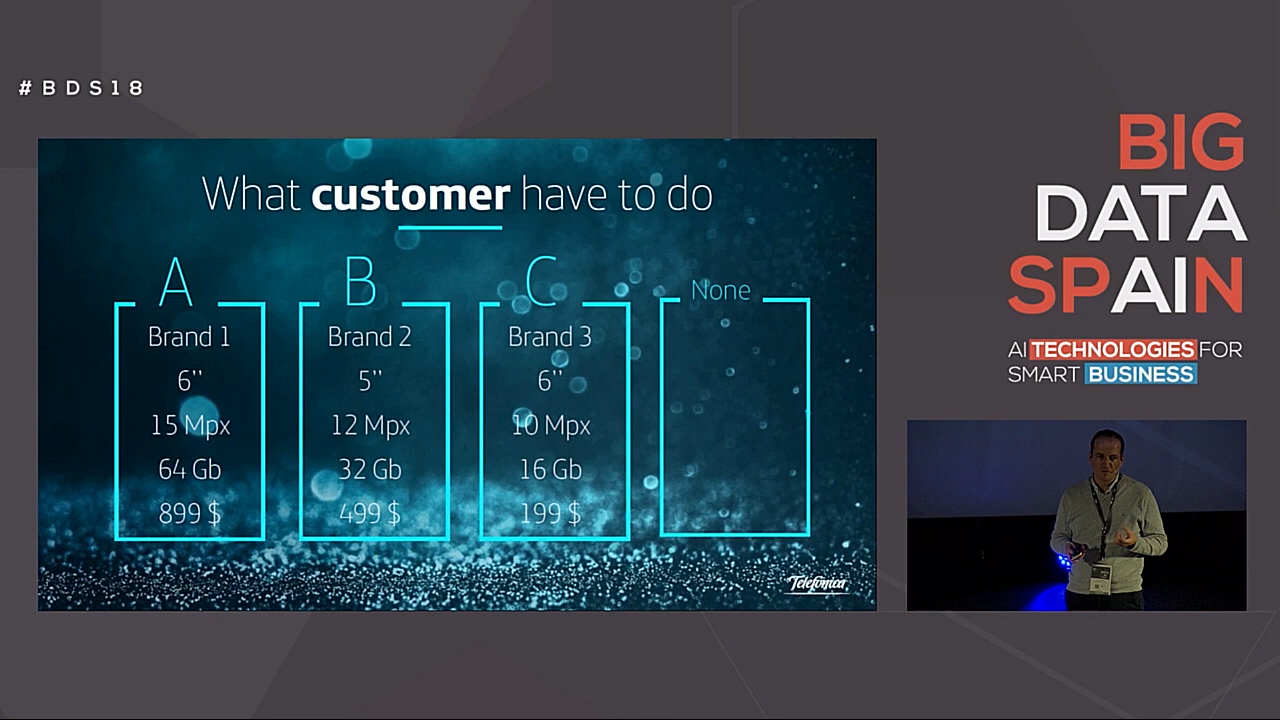 #BDS18
What customer have to do
A
Brand 1
6’’
15 Mpx
64 Gb
899 $
B
Brand 2
5’’
12 Mpx
32 Gb
499 $
C
Brand 3
6’’
10 Mpx
16 Gb
199 $
None
Telefónica
BIG
DATA
SPAIN
AI TECHNOLOGIES FOR
SMART BUSINESS